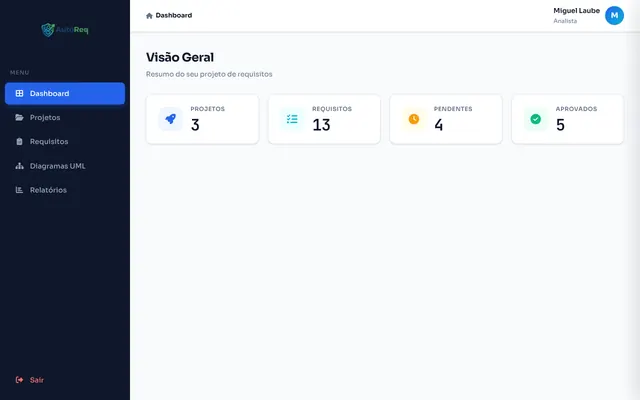 AutoReq
MENU
Dashboard
Projetos
Requisitos
Diagramas UML
Relatórios
Sair
Dashboard
Miguel Laube
Analista
M
Visão Geral
Resumo do seu projeto de requisitos
PROJETOS
3
REQUISITOS
13
PENDENTES
4
APROVADOS
5